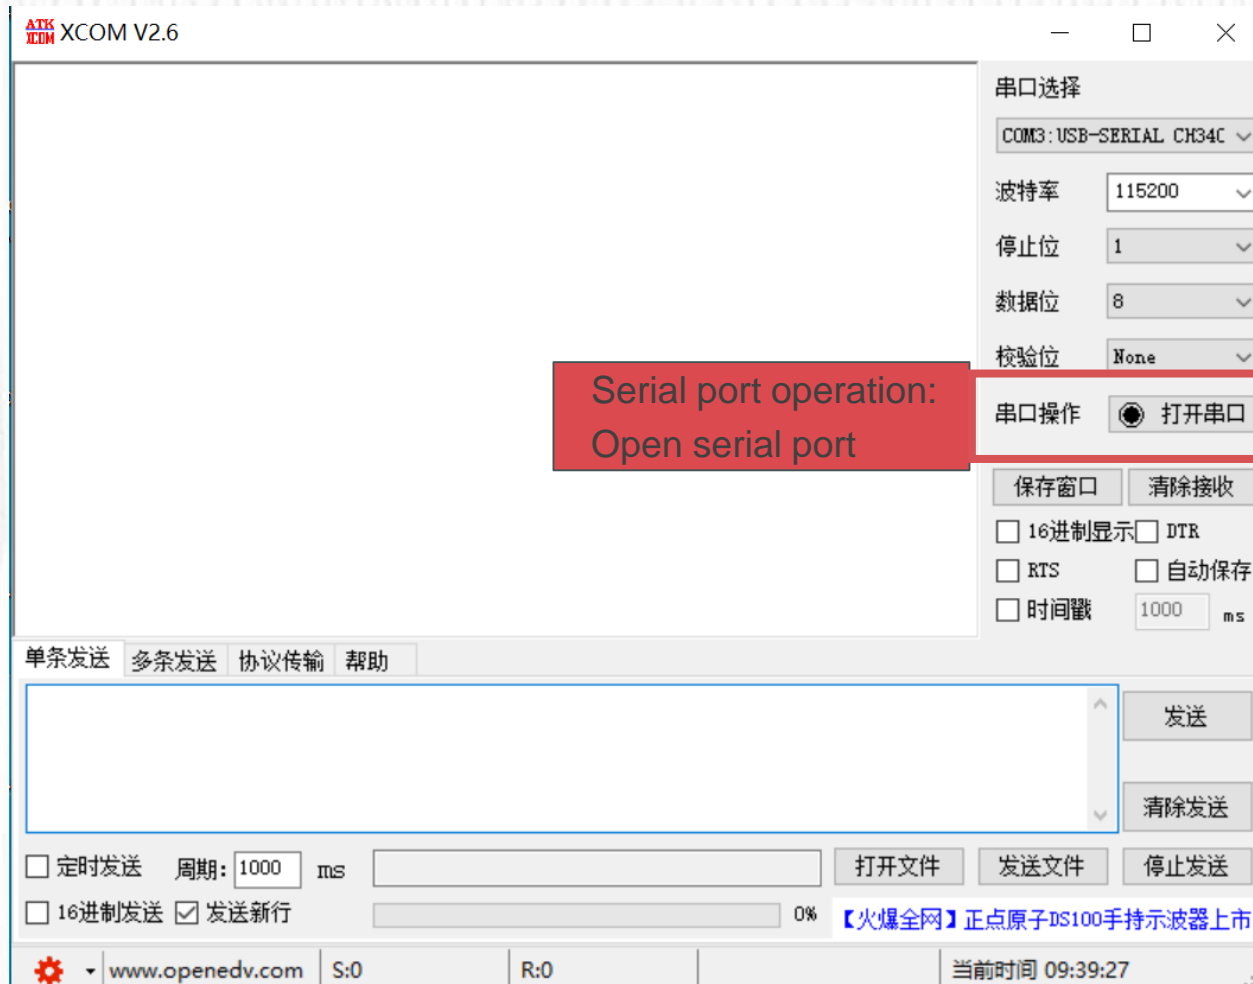 ATK XCOM XCOM V2.6
串口选择
COM3:USB-SERIAL CH34C
波特率 115200
停止位 1
数据位 8
校验位 None
Serial port operation:
Open serial port
串口操作 打开串口
保存窗口 清除接收
16进制显示 DTR
RTS 自动保存
时间戳 1000 ms
单条发送 多条发送 协议传输 帮助
发送
清除发送
定时发送 周期: 1000 ms 打开文件 发送文件 停止发送
16进制发送 发送新行 0% 【火爆全网】正点原子DS100手持示波器上市
www.openedv.com S:0 R:0 当前时间 09:39:27